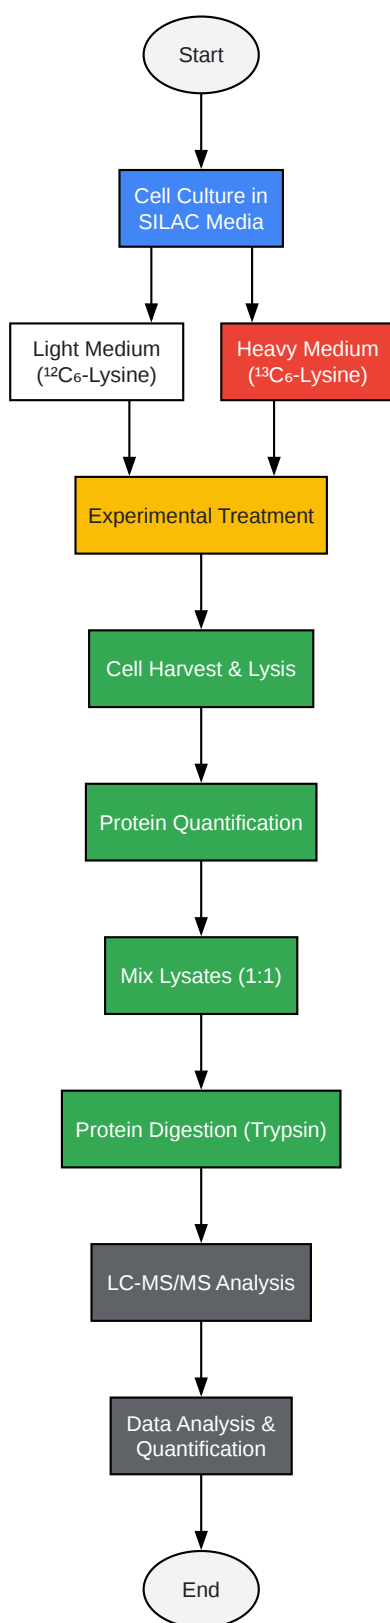 Start
Cell Culture in
SILAC Media
Light Medium
(¹²C₆-Lysine)
Heavy Medium
(¹³C₆-Lysine)
Experimental Treatment
Cell Harvest & Lysis
Protein Quantification
Mix Lysates (1:1)
Protein Digestion (Trypsin)
LC-MS/MS Analysis
Data Analysis &
Quantification
End